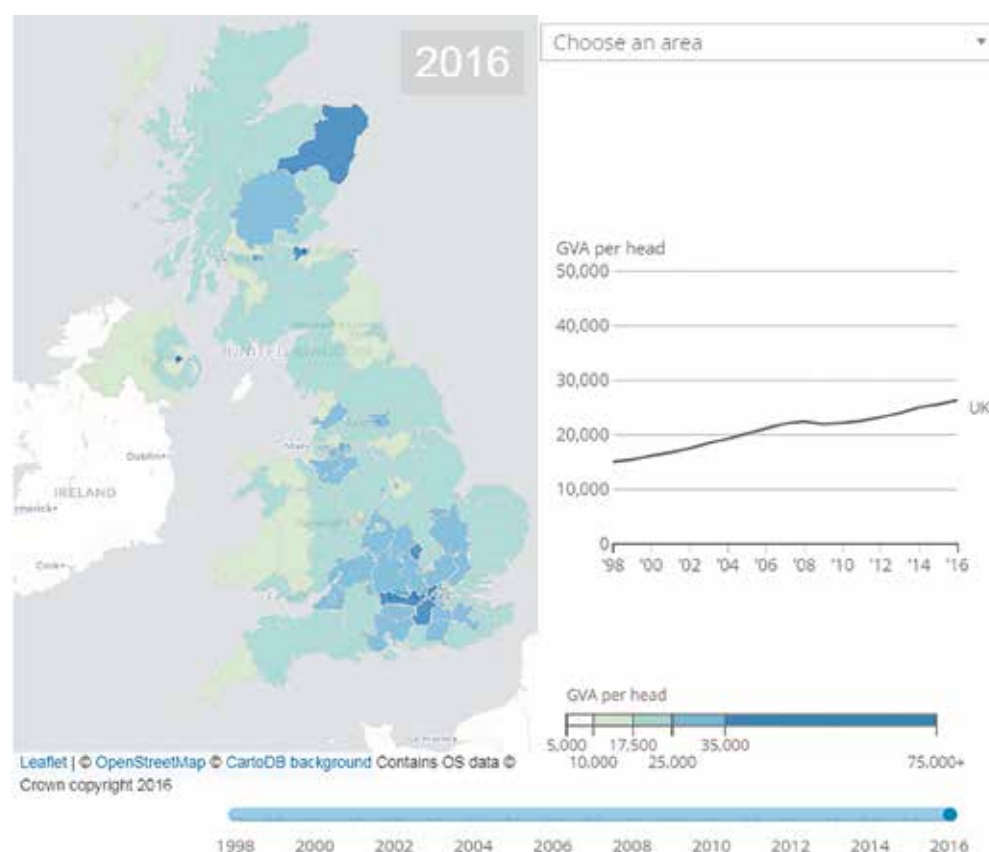 2016
Choose an area
GVA per head
50,000
40,000
30,000
UK
20,000
10,000
0
'98 '00 '02 '04 '06 '08 '10 '12 '14 '16
Dublin
IRELAND
Cork
GVA per head
5,000 17,500 35,000
10,000 25,000 75,000+
Leaflet | © OpenStreetMap © CartoDB background Contains OS data ©
Crown copyright 2016
1998 2000 2002 2004 2006 2008 2010 2012 2014 2016